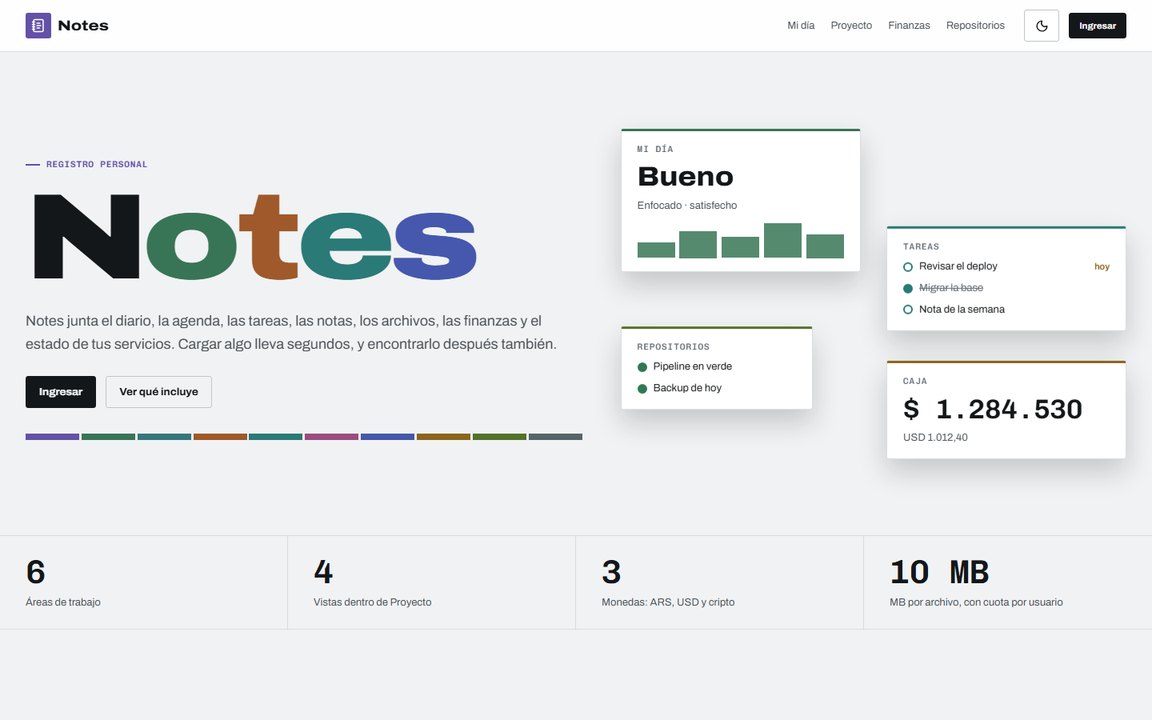 Notes
Mi día
Proyecto
Finanzas
Repositorios
Ingresar
REGISTRO PERSONAL
Notes
Notes junta el diario, la agenda, las tareas, las notas, los archivos, las finanzas y el
estado de tus servicios. Cargar algo lleva segundos, y encontrarlo después también.
Ingresar
Ver qué incluye
MI DÍA
Bueno
Enfocado · satisfecho
TAREAS
Revisar el deploy
hoy
Migrar la base
Nota de la semana
REPOSITORIOS
Pipeline en verde
Backup de hoy
CAJA
$ 1.284.530
USD 1.012,40
6
Áreas de trabajo
4
Vistas dentro de Proyecto
3
Monedas: ARS, USD y cripto
10 MB
MB por archivo, con cuota por usuario